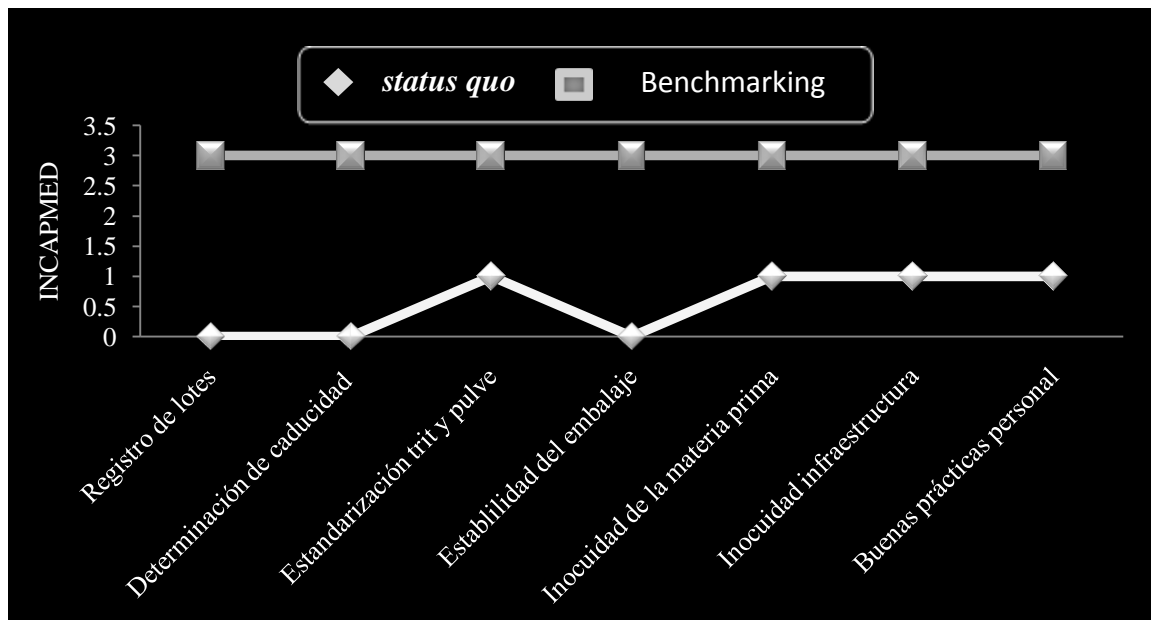 status quo Benchmarking
INCAPMED
3.5
3
2.5
2
1.5
1
0.5
0
Registro de lotes
Determinación de caducidad
Estandarización trit y pulve
Establilidad del embalaje
Inocuidad de la materia prima
Inocuidad infraestructura
Buenas prácticas personal